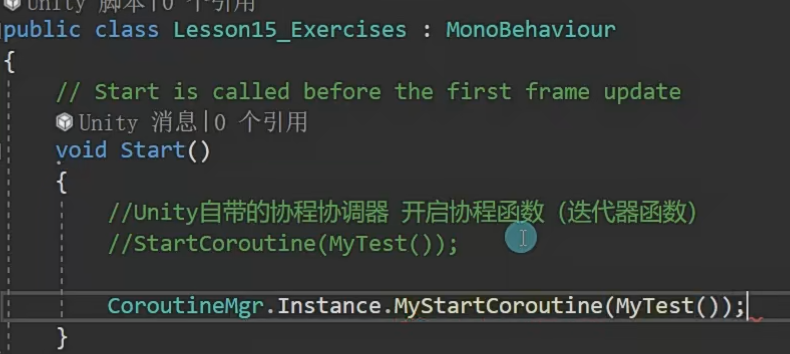 Unity 脚本|0 个引用
public class Lesson15_Exercises : MonoBehaviour
{
// Start is called before the first frame update
Unity 消息|0 个引用
void Start()
{
//Unity自带的协程协调器 开启协程函数（迭代器函数）
//StartCoroutine(MyTest());
CoroutineMgr.Instance.MyStartCoroutine(MyTest());
}